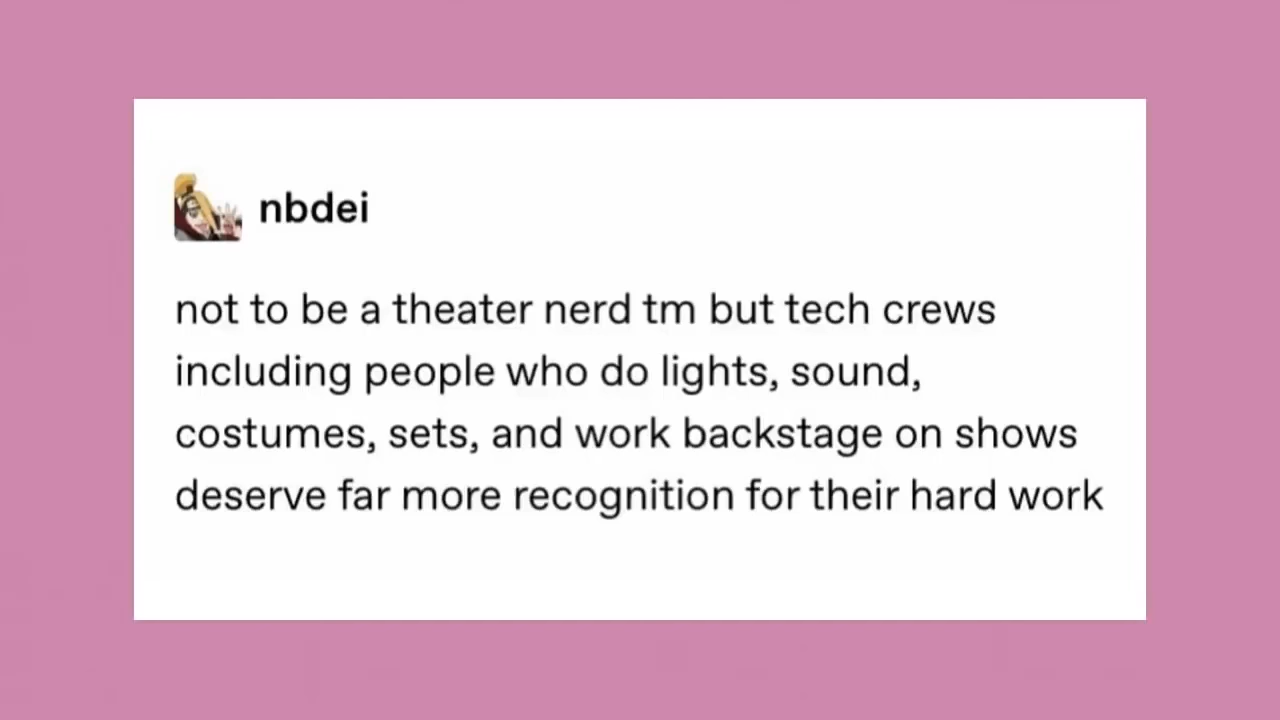 nbdei
not to be a theater nerd tm but tech crews
including people who do lights, sound,
costumes, sets, and work backstage on shows
deserve far more recognition for their hard work